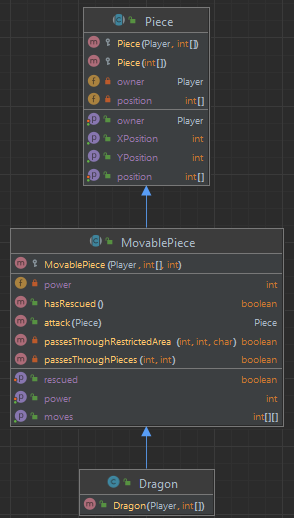 Piece
Piece(Player, int[])
Piece(int[])
owner Player
position int[]
owner Player
XPosition int
YPosition int
position int[]
MovablePiece
MovablePiece(Player, int[], int)
power int
hasRescued() boolean
attack(Piece) Piece
passesThroughRestrictedArea (int, int, char) boolean
passesThroughPieces(int, int) boolean
rescued boolean
power int
moves int[][]
Dragon
Dragon(Player, int[])